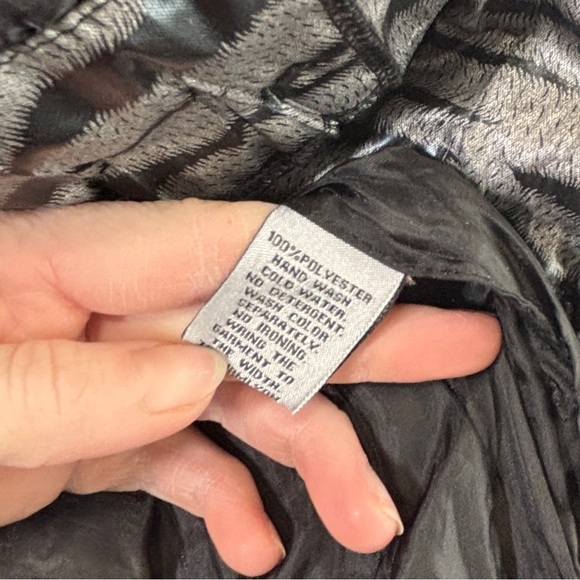 100%POLYESTER
HAND WASH
COLD WATER.
NO DETERGENT.
WASH COLOR
SEPARATELY.
NO IRONING.
WRING THE
GARMENT TO
THE WIDTH